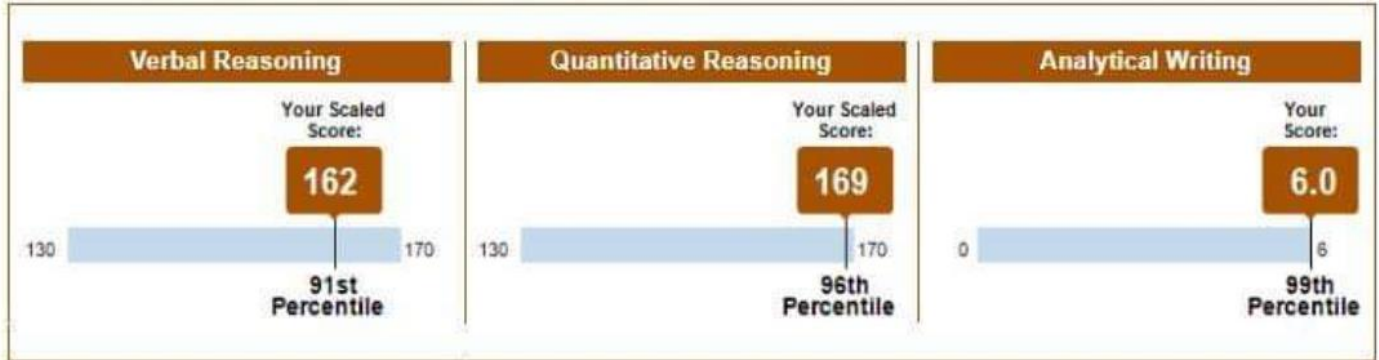 Verbal Reasoning
Your Scaled
Score:
162
130
170
91st
Percentile
Quantitative Reasoning
Your Scaled
Score:
169
130
170
96th
Percentile
Analytical Writing
Your
Score:
6.0
0
6
99th
Percentile